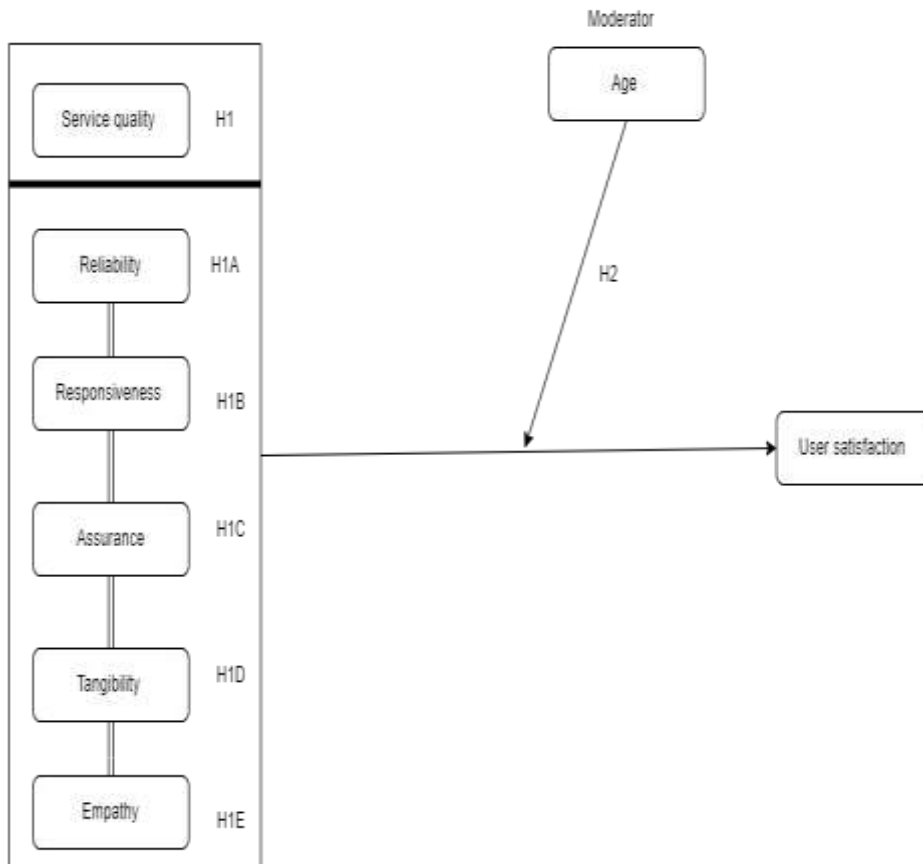 Moderator
Age
Service quality
H1
Reliability
H1A
H2
Responsiveness
H1B
User satisfaction
Assurance
H1C
Tangibility
H1D
Empathy
H1E